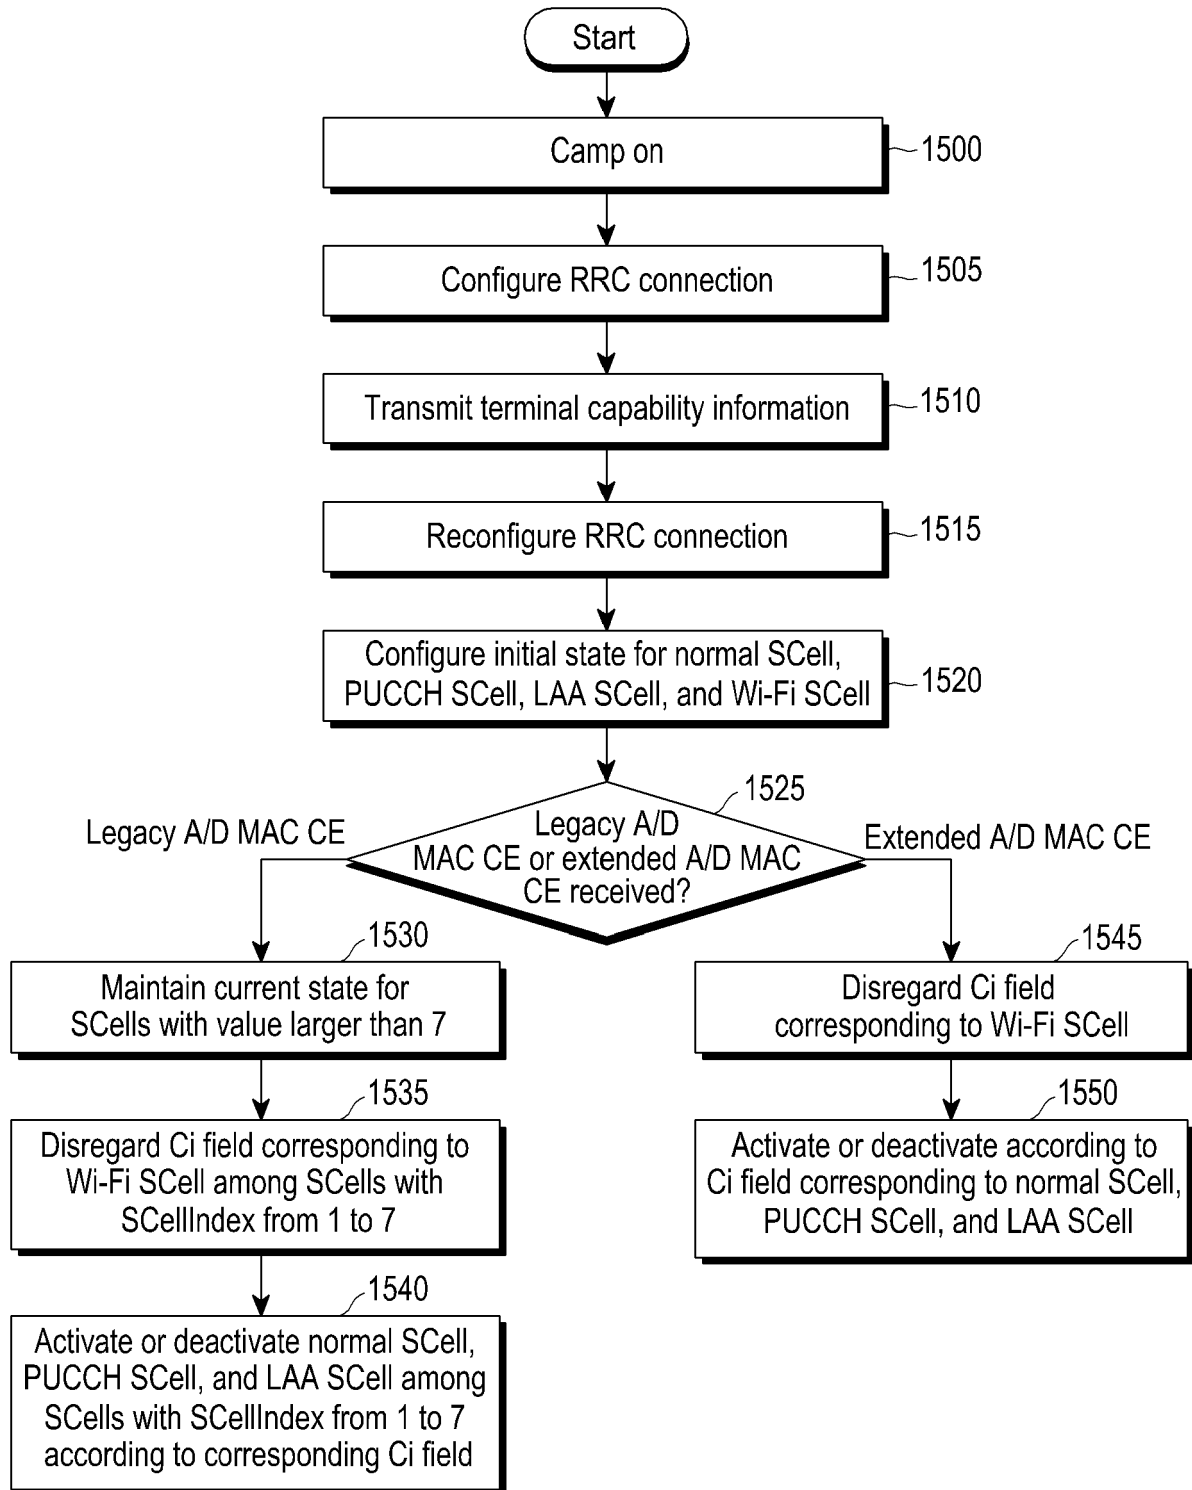 Start
Camp on
1500
Configure RRC connection
1505
Transmit terminal capability information
1510
Reconfigure RRC connection
1515
Configure initial state for normal SCell,
PUCCH SCell, LAA SCell, and Wi-Fi SCell
1520
1525
Legacy A/D MAC CE
Legacy A/D
MAC CE or extended A/D MAC
CE received?
Extended A/D MAC CE
1530
Maintain current state for
SCells with value larger than 7
1535
Disregard Ci field corresponding to
Wi-Fi SCell among SCells with
SCellIndex from 1 to 7
1540
Activate or deactivate normal SCell,
PUCCH SCell, and LAA SCell among
SCells with SCellIndex from 1 to 7
according to corresponding Ci field
1545
Disregard Ci field
corresponding to Wi-Fi SCell
1550
Activate or deactivate according to
Ci field corresponding to normal SCell,
PUCCH SCell, and LAA SCell